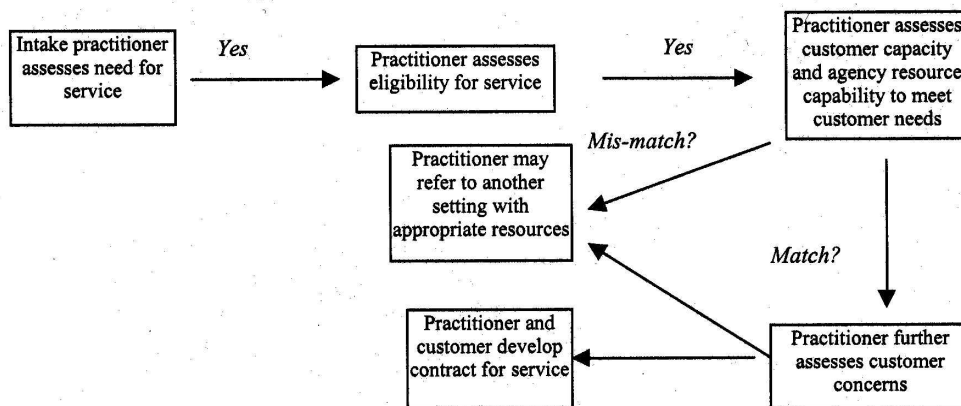 Intake practitioner
assesses need for
service
Yes
Practitioner assesses
eligibility for service
Yes
Practitioner assesses
customer capacity
and agency resource
capability to meet
customer needs
Mis-match?
Practitioner may
refer to another
setting with
appropriate resources
Match?
Practitioner and
customer develop
contract for service
Practitioner further
assesses customer
concerns